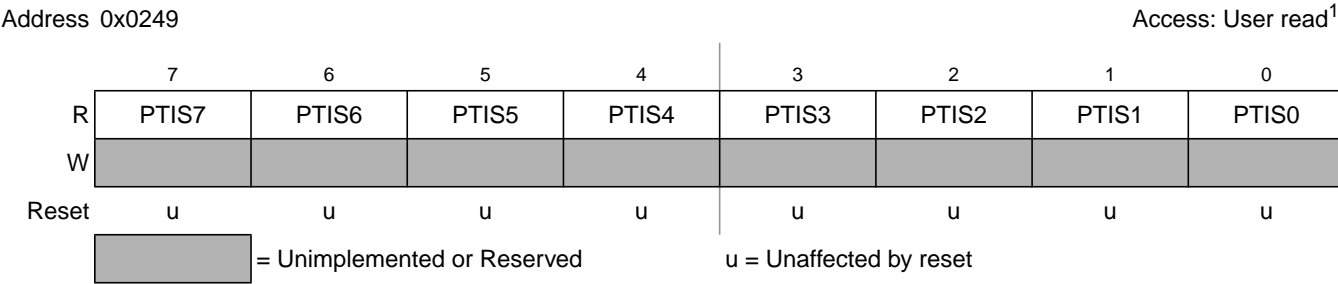 Address 0x0249 Access: User read1
7 6 5 4 3 2 1 0
R PTIS7 PTIS6 PTIS5 PTIS4 PTIS3 PTIS2 PTIS1 PTIS0
W
Reset u u u u u u u u
= Unimplemented or Reserved u = Unaffected by reset